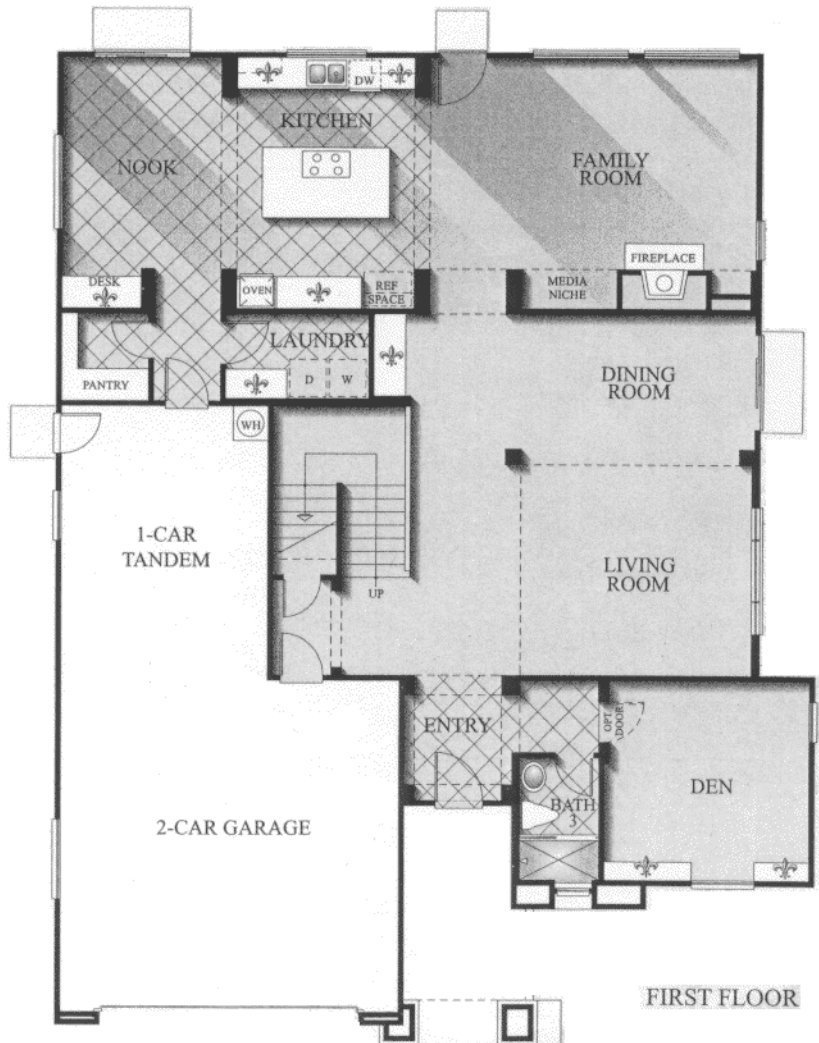 L
DW
KITCHEN
NOOK
FAMILY
ROOM
FIREPLACE
DESK
OVEN
REF
SPACE
MEDIA
NICHE
LAUNDRY
PANTRY
D
W
DINING
ROOM
WH
1-CAR
TANDEM
LIVING
ROOM
UP
ENTRY
OPT
DOOR
DEN
BATH
3
2-CAR GARAGE
FIRST FLOOR